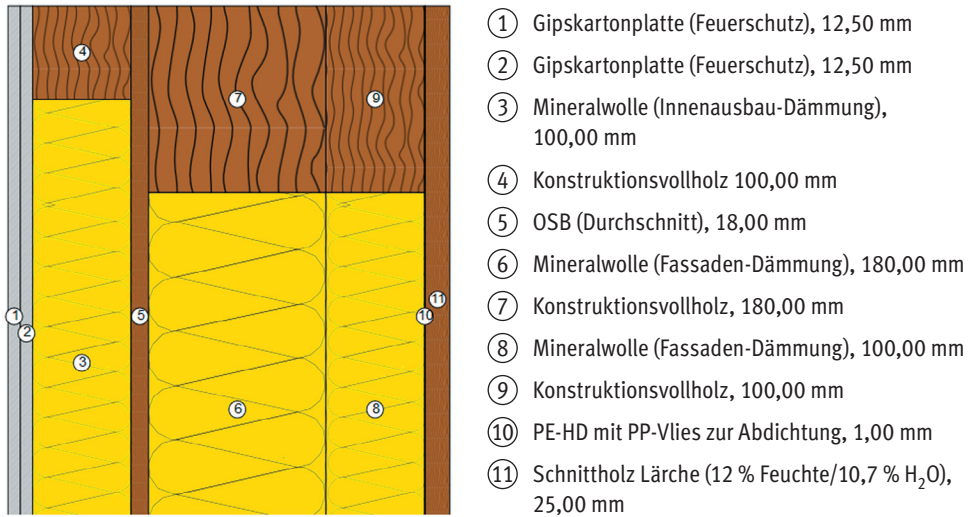 ① Gipskartonplatte (Feuerschutz), 12,50 mm
② Gipskartonplatte (Feuerschutz), 12,50 mm
③ Mineralwolle (Innenausbau-Dämmung),
100,00 mm
④ Konstruktionsvollholz 100,00 mm
⑤ OSB (Durchschnitt), 18,00 mm
⑥ Mineralwolle (Fassaden-Dämmung), 180,00 mm
⑦ Konstruktionsvollholz, 180,00 mm
⑧ Mineralwolle (Fassaden-Dämmung), 100,00 mm
⑨ Konstruktionsvollholz, 100,00 mm
⑩ PE-HD mit PP-Vlies zur Abdichtung, 1,00 mm
⑪ Schnittholz Lärche (12 % Feuchte/10,7 % H₂O),
25,00 mm
4
7
9
11
1
2
5
10
3
6
8